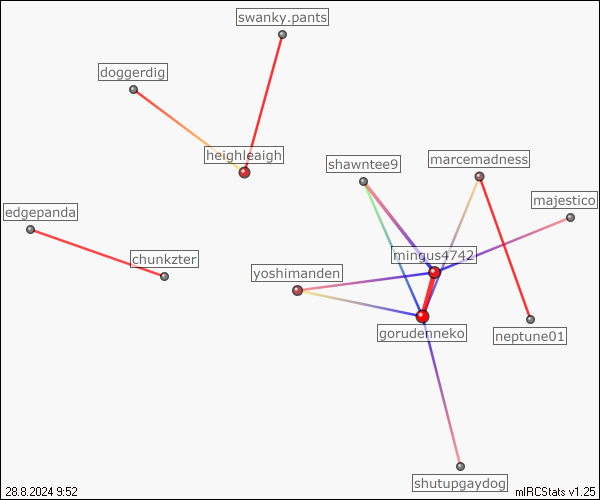 swanky.pants
doggerdig
heighleaigh
shawntee9
marcemadness
majestico
edgepanda
chunkzter
mingus4742
yoshimanden
gorudenneko
neptune01
shutupgaydog
28.8.2024 9:52
mIRCStats v1.25